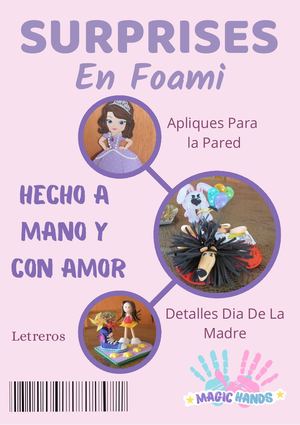 SURPRISES
En Foami
Apliques Para
la Pared
HECHO A
MANO Y
CON AMOR
Detalles Dia De La
Madre
Letreros
MAGIC HANDS